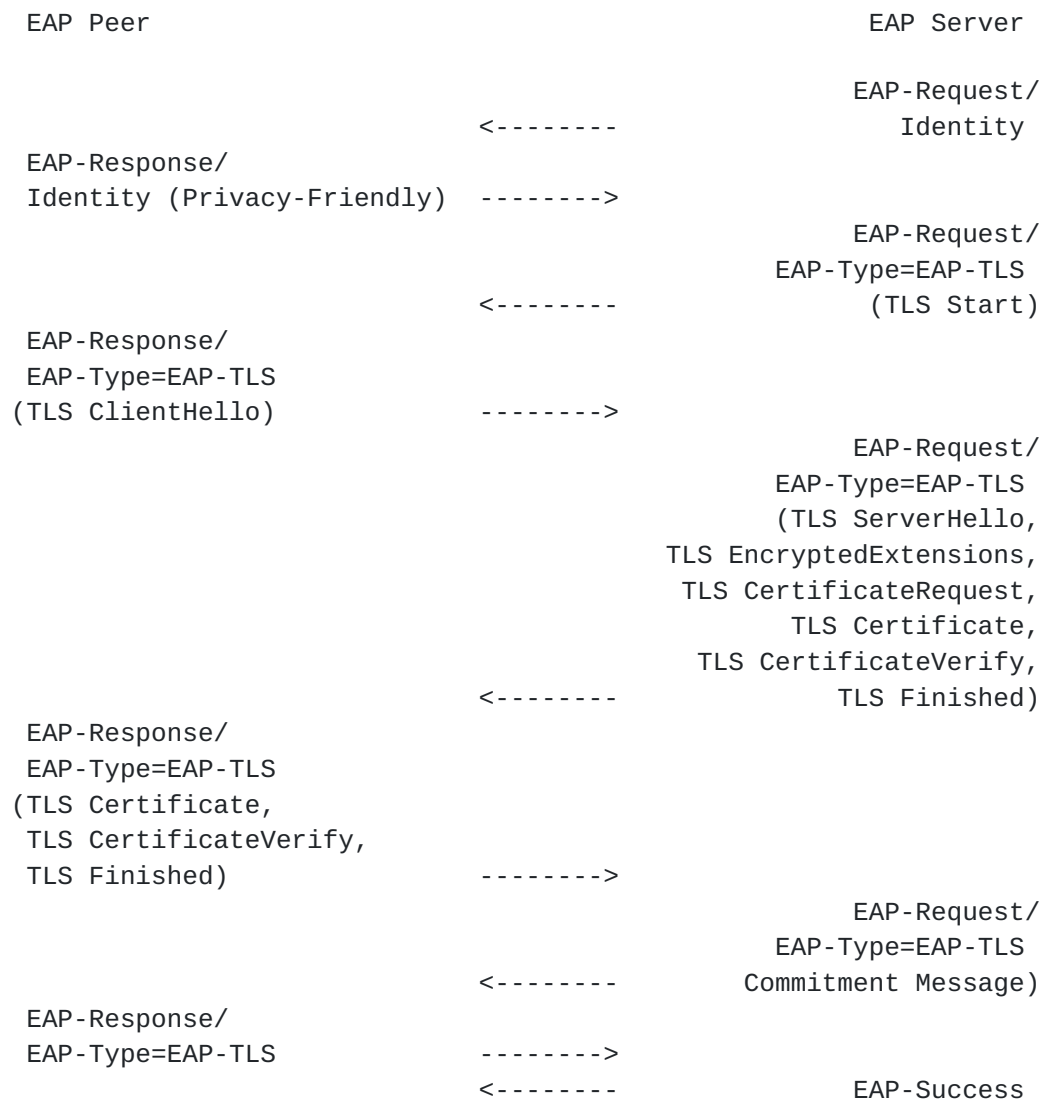 EAP Peer                                              EAP Server
EAP-Request/
<--------                  Identity
EAP-Response/
Identity (Privacy-Friendly)  -------->
EAP-Request/
EAP-Type=EAP-TLS
<--------                (TLS Start)
EAP-Response/
EAP-Type=EAP-TLS
(TLS ClientHello)             -------->
EAP-Request/
EAP-Type=EAP-TLS
(TLS ServerHello,
TLS EncryptedExtensions,
TLS CertificateRequest,
TLS Certificate,
TLS CertificateVerify,
<--------              TLS Finished)
EAP-Response/
EAP-Type=EAP-TLS
(TLS Certificate,
TLS CertificateVerify,
TLS Finished)                -------->
EAP-Request/
EAP-Type=EAP-TLS
<--------        Commitment Message)
EAP-Response/
EAP-Type=EAP-TLS             -------->
<--------               EAP-Success